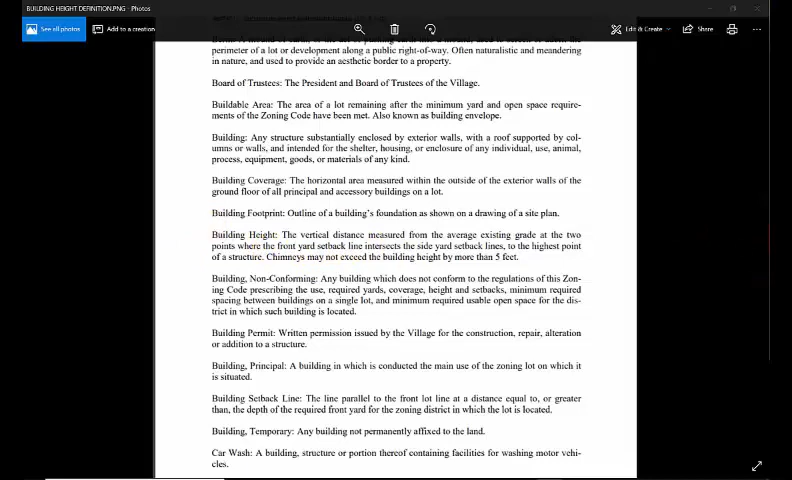 BUILDING HEIGHT DEFINITION.PNG - Photos
See all photos
Add to a creation
Edit & Create
Share
perimeter of a lot or development along a public right-of-way. Often naturalistic and meandering
in nature, and used to provide an aesthetic border to a property.
Board of Trustees: The President and Board of Trustees of the Village.
Buildable Area: The area of a lot remaining after the minimum yard and open space require-
ments of the Zoning Code have been met. Also known as building envelope.
Building: Any structure substantially enclosed by exterior walls, with a roof supported by col-
umns or walls, and intended for the shelter, housing, or enclosure of any individual, use, animal,
process, equipment, goods, or materials of any kind.
Building Coverage: The horizontal area measured within the outside of the exterior walls of the
ground floor of all principal and accessory buildings on a lot.
Building Footprint: Outline of a building's foundation as shown on a drawing of a site plan.
Building Height: The vertical distance measured from the average existing grade at the two
points where the front yard setback line intersects the side yard setback lines, to the highest point
of a structure. Chimneys may not exceed the building height by more than 5 feet.
Building, Non-Conforming: Any building which does not conform to the regulations of this Zon-
ing Code prescribing the use, required yards, coverage, height and setbacks, minimum required
spacing between buildings on a single lot, and minimum required usable open space for the dis-
trict in which such building is located.
Building Permit: Written permission issued by the Village for the construction, repair, alteration
or addition to a structure.
Building, Principal: A building in which is conducted the main use of the zoning lot on which it
is situated.
Building Setback Line: The line parallel to the front lot line at a distance equal to, or greater
than, the depth of the required front yard for the zoning district in which the lot is located.
Building, Temporary: Any building not permanently affixed to the land.
Car Wash: A building, structure or portion thereof containing facilities for washing motor vehi-
cles.